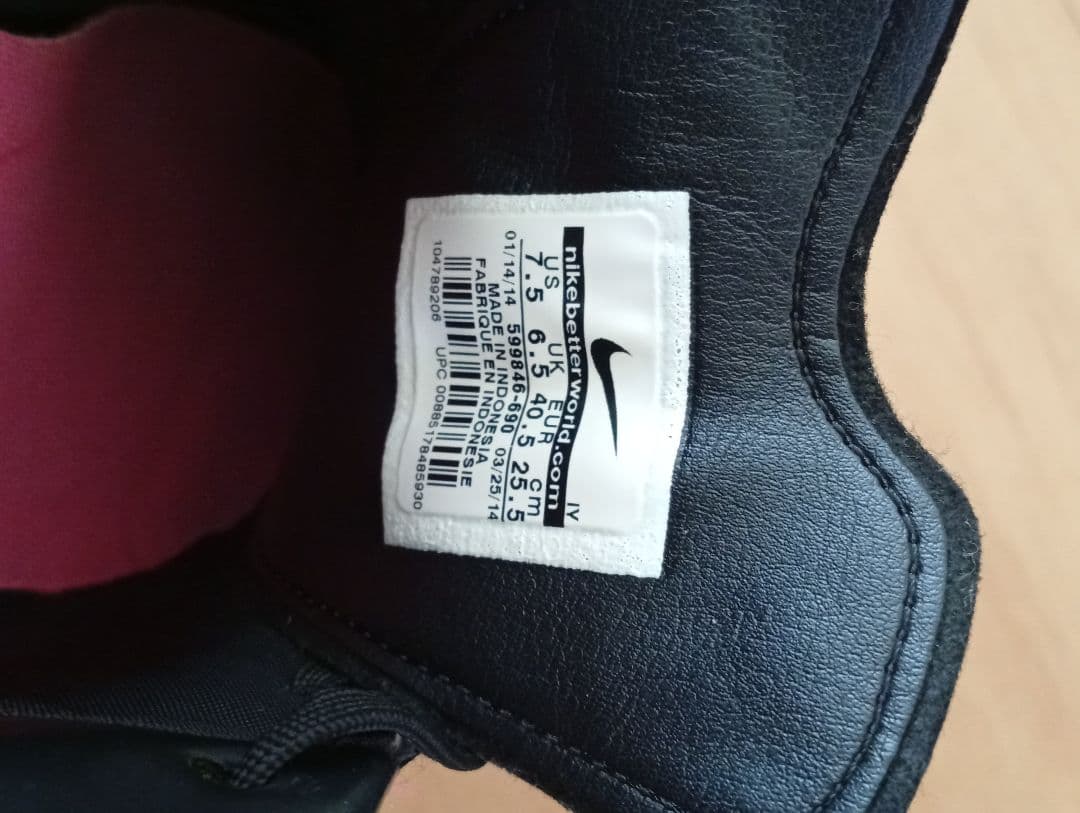 IV
nikebetterworld.com
US UK EUR cm
7.5 6.5 40.5 25.5
01/14/14 599846-690 03/25/14
MADE IN INDONESIA
FABRIQUE EN INDONESIE
104789206 UPC 00885178485930